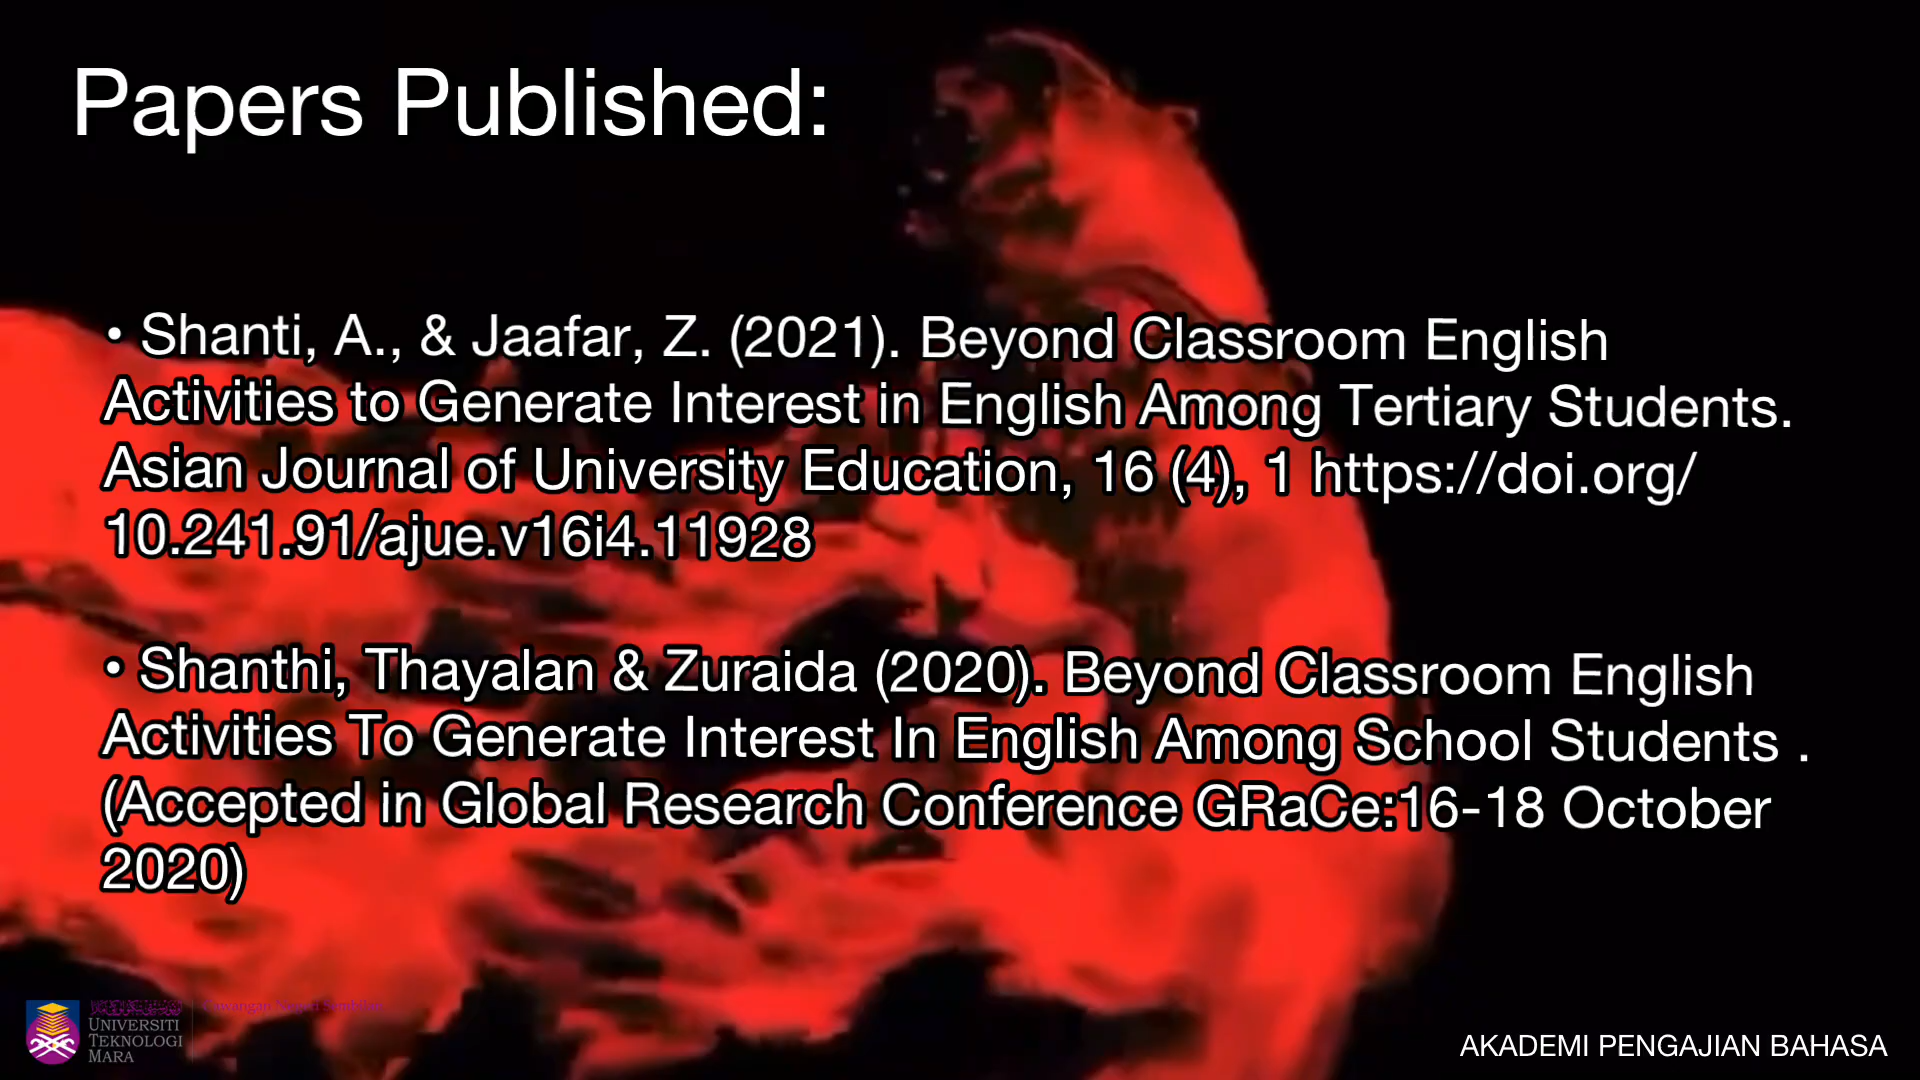 Papers Published:
• Shanti, A., & Jaafar, Z. (2021). Beyond Classroom English
Activities to Generate Interest in English Among Tertiary Students.
Asian Journal of University Education, 16 (4), 1 https://doi.org/
10.241.91/ajue.v16i4.11928
• Shanthi, Thayalan & Zuraida (2020). Beyond Classroom English
Activities To Generate Interest In English Among School Students .
(Accepted in Global Research Conference GRaCe:16-18 October
2020)
Cawangan Negeri Sembilan
UNIVERSITI
TEKNOLOGI
MARA
AKADEMI PENGAJIAN BAHASA